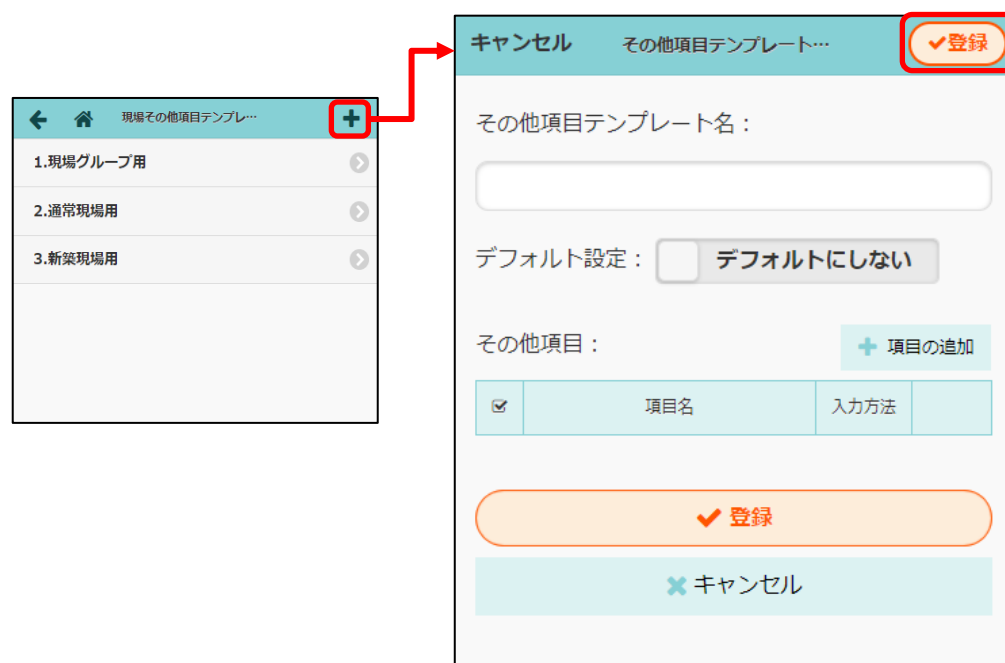 現場その他項目テンプレ…
1.現場グループ用
2.通常現場用
3.新築現場用
キャンセル その他項目テンプレート… 登録
その他項目テンプレート名：
デフォルト設定： デフォルトにしない
その他項目： 項目の追加
項目名 入力方法
登録
キャンセル